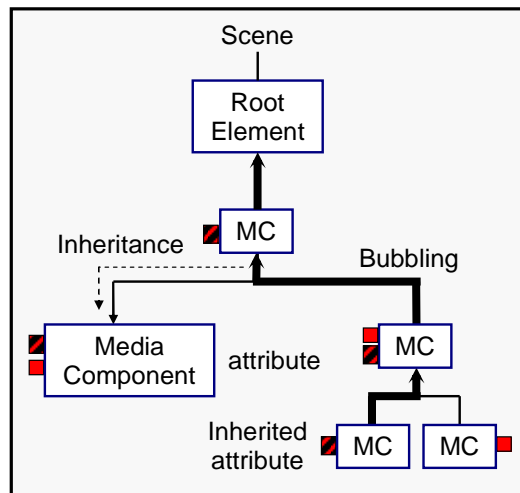 Scene
Root
Element
MC
Inheritance
Bubbling
Media
Component
attribute
MC
Inherited
attribute
MC
MC